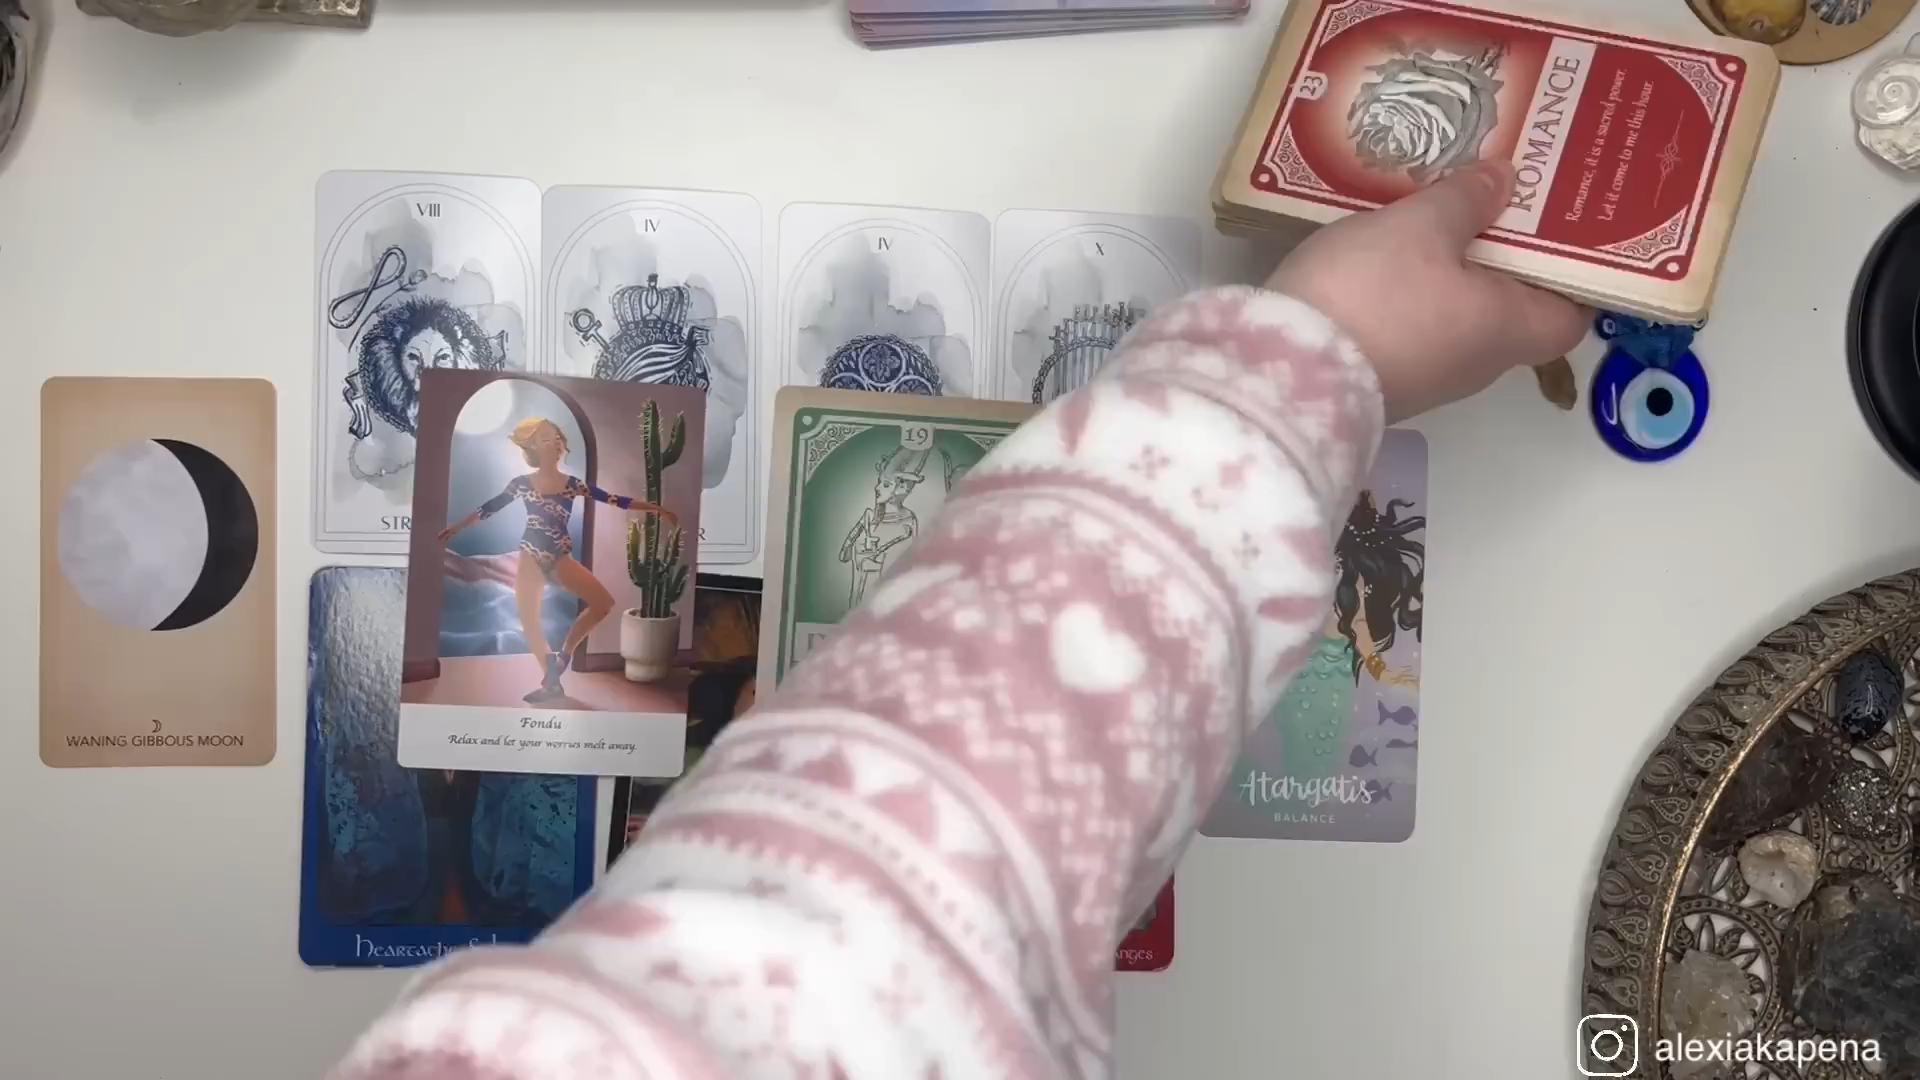 23
ROMANCE
Romance, it is a sacred power.
Let it come to me this hour.
VIII
IV
IV
X
STR
R
19
WANING GIBBOUS MOON
Fondu
Relax and let your worries melt away.
Atargatis
BALANCE
alexiakapena